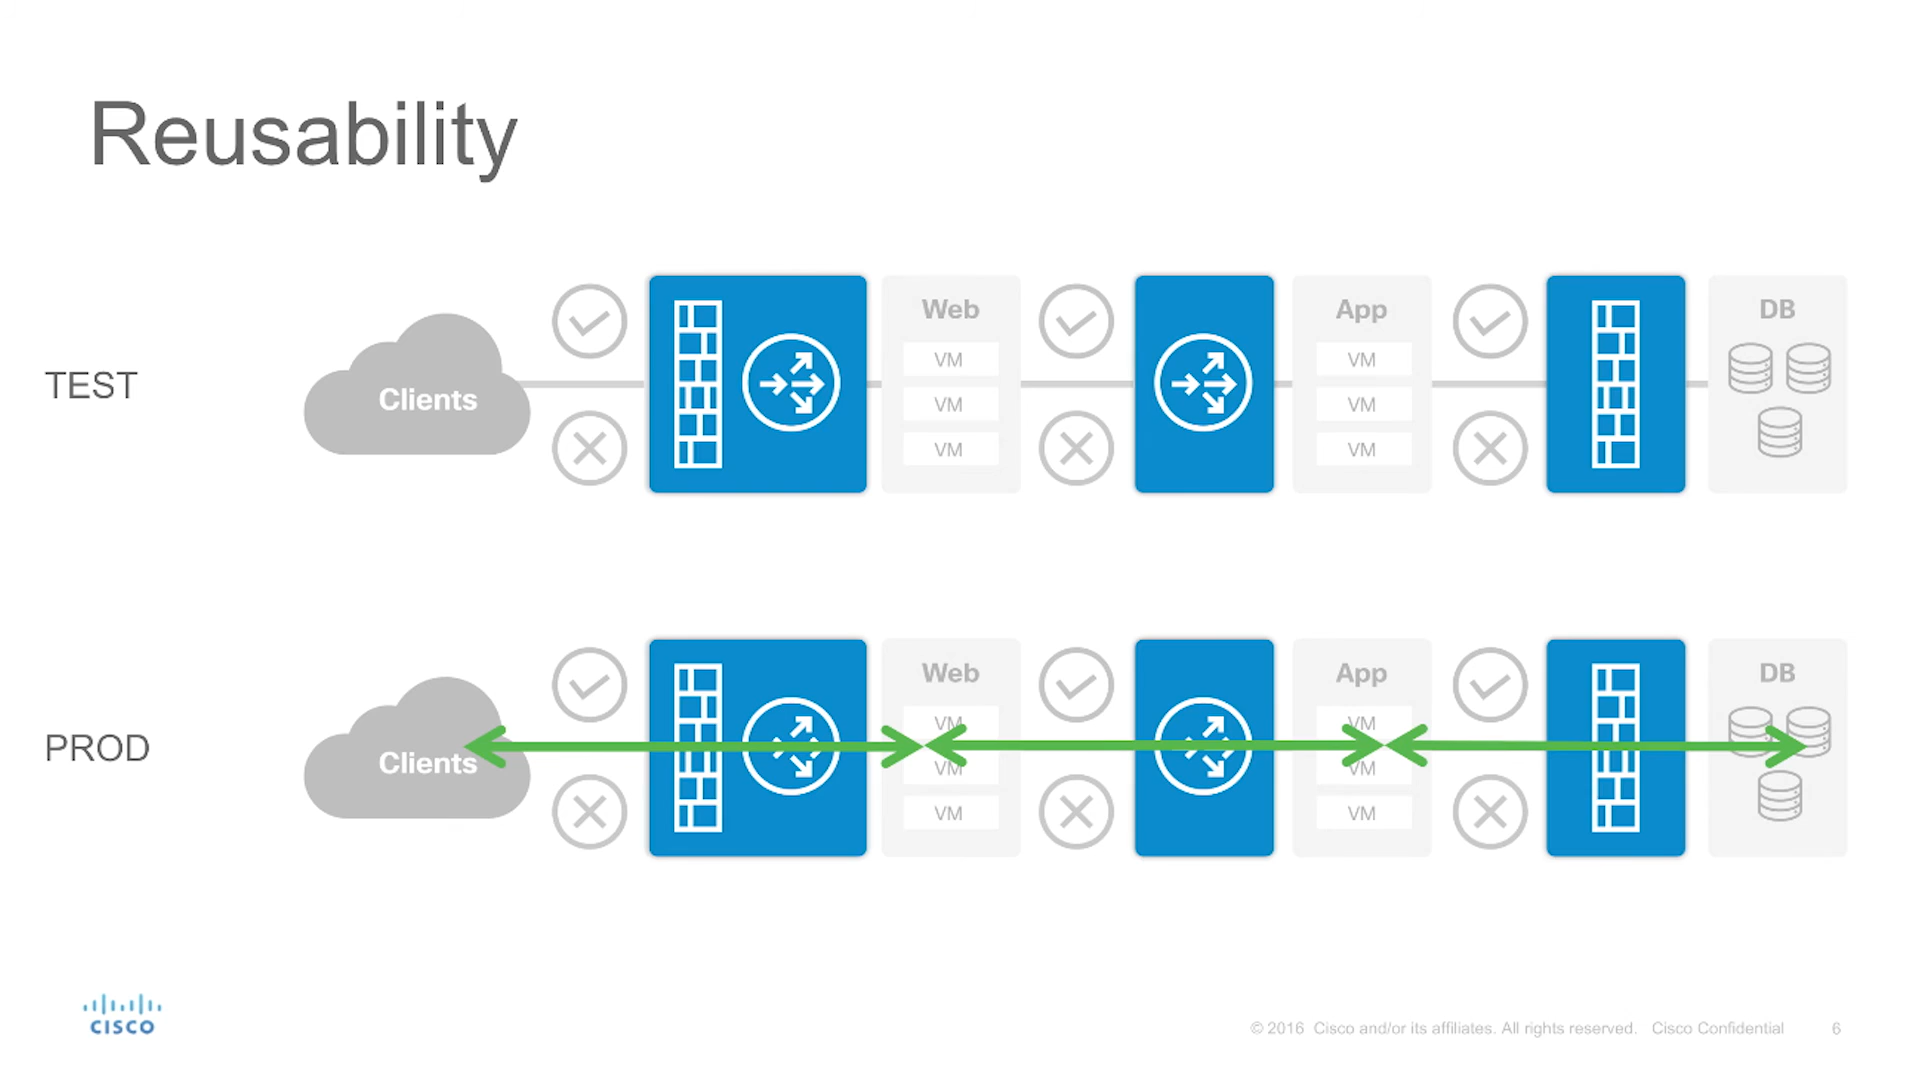 Reusability
TEST
Clients
Web
VM
VM
VM
App
VM
VM
VM
DB
PROD
Clients
Web
VM
VM
VM
App
VM
VM
VM
DB
CISCO
© 2016 Cisco and/or its affiliates. All rights reserved. Cisco Confidential 6